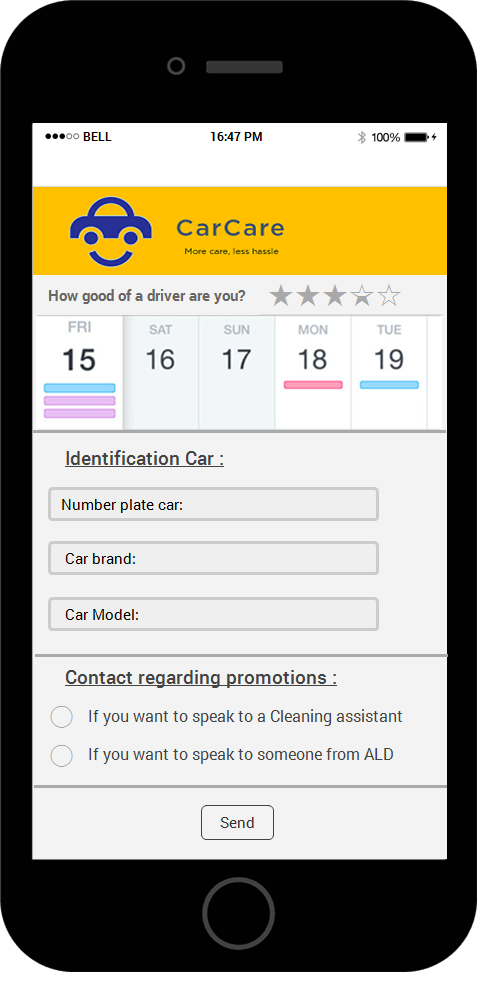 BELL 16:47 PM 100%
CarCare
More care, less hassle
How good of a driver are you?
FRI SAT SUN MON TUE
15 16 17 18 19
Identification Car :
Number plate car:
Car brand:
Car Model:
Contact regarding promotions :
If you want to speak to a Cleaning assistant
If you want to speak to someone from ALD
Send